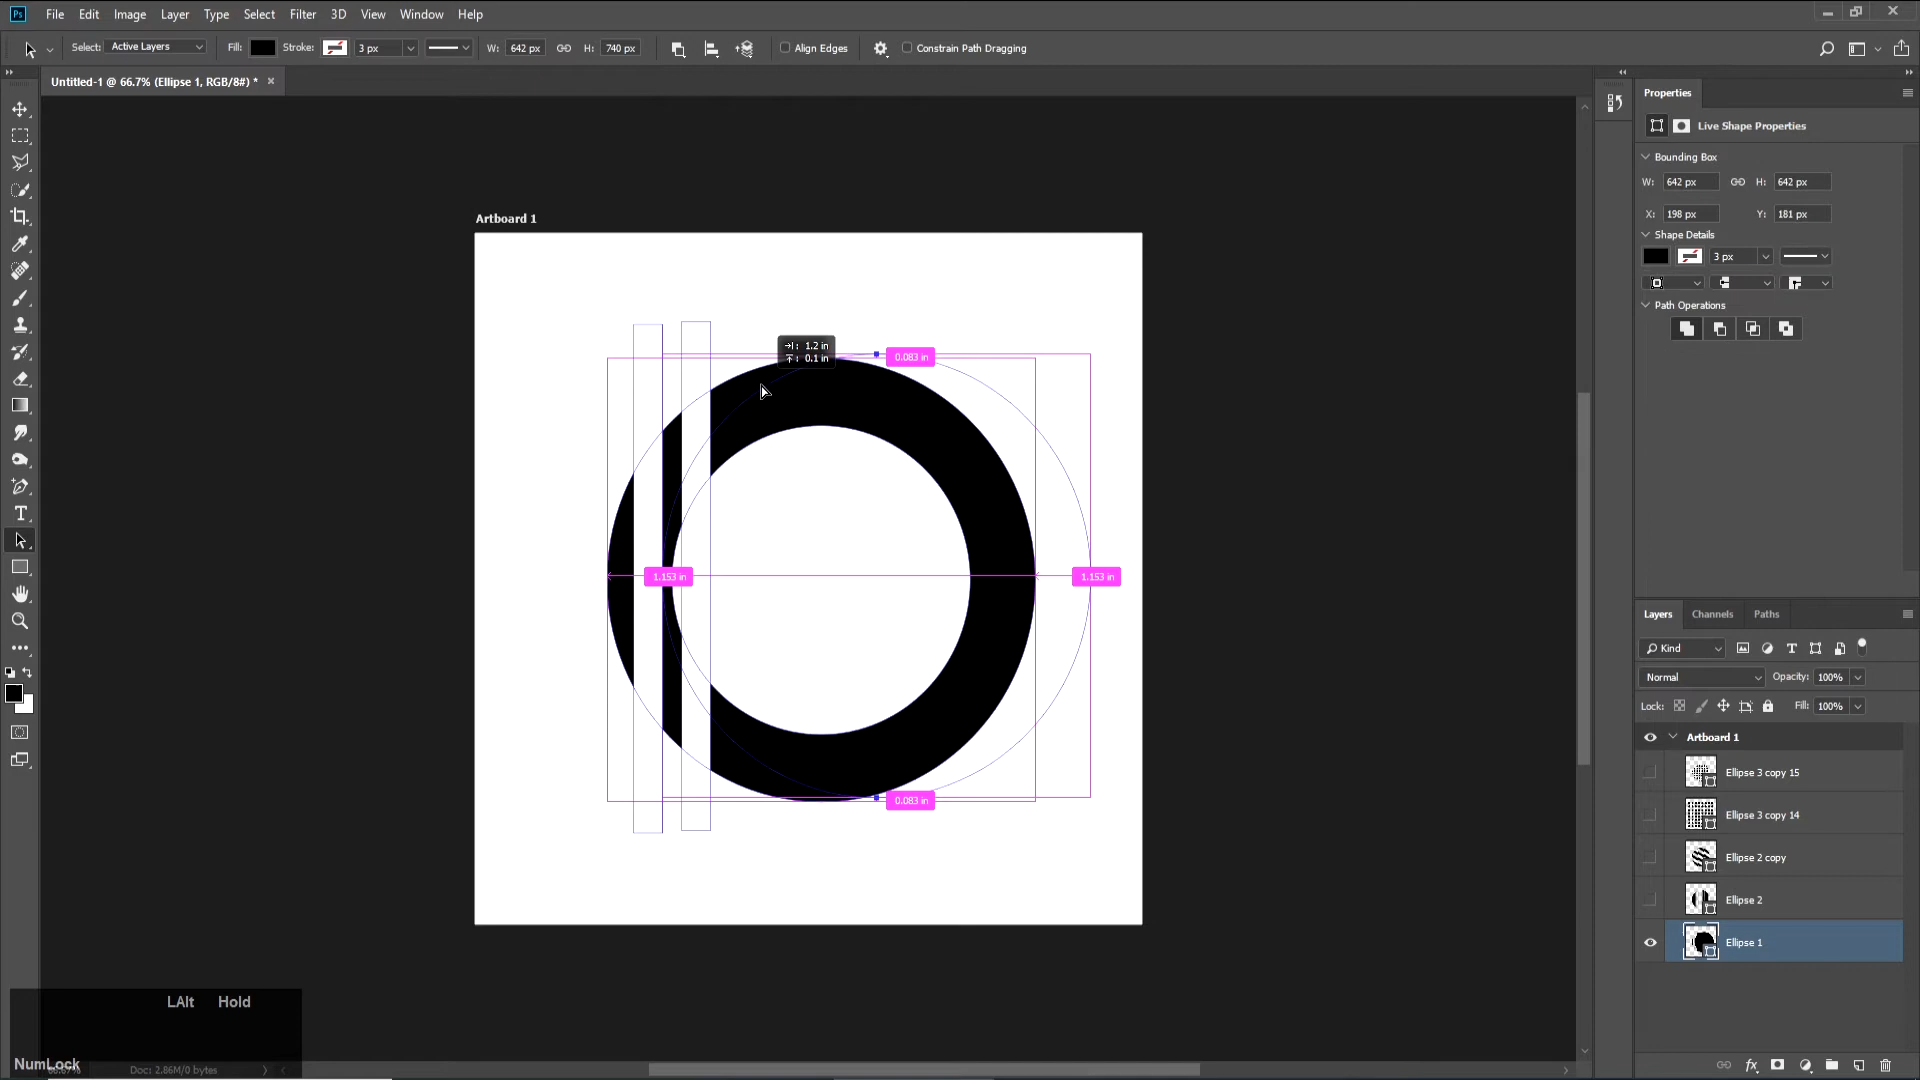 Ps File Edit Image Layer Type Select Filter 3D View Window Help
Select: Active Layers Fill: Stroke: 3 px W: 642 px H: 740 px Align Edges Constrain Path Dragging
Untitled-1 @ 66.7% (Ellipse 1, RGB/8#) *
Properties
Live Shape Properties
Bounding Box
W: 642 px H: 642 px
X: 198 px Y: 181 px
Shape Details
3 px
Path Operations
Artboard 1
1.2 in
0.1 in
0.083 in
1.153 in
1.153 in
0.083 in
Layers Channels Paths
Kind
Normal Opacity: 100%
Lock: Fill: 100%
Artboard 1
Ellipse 3 copy 15
Ellipse 3 copy 14
Ellipse 2 copy
Ellipse 2
Ellipse 1
LAlt Hold
NumLock
Doc: 2.86M/0 bytes